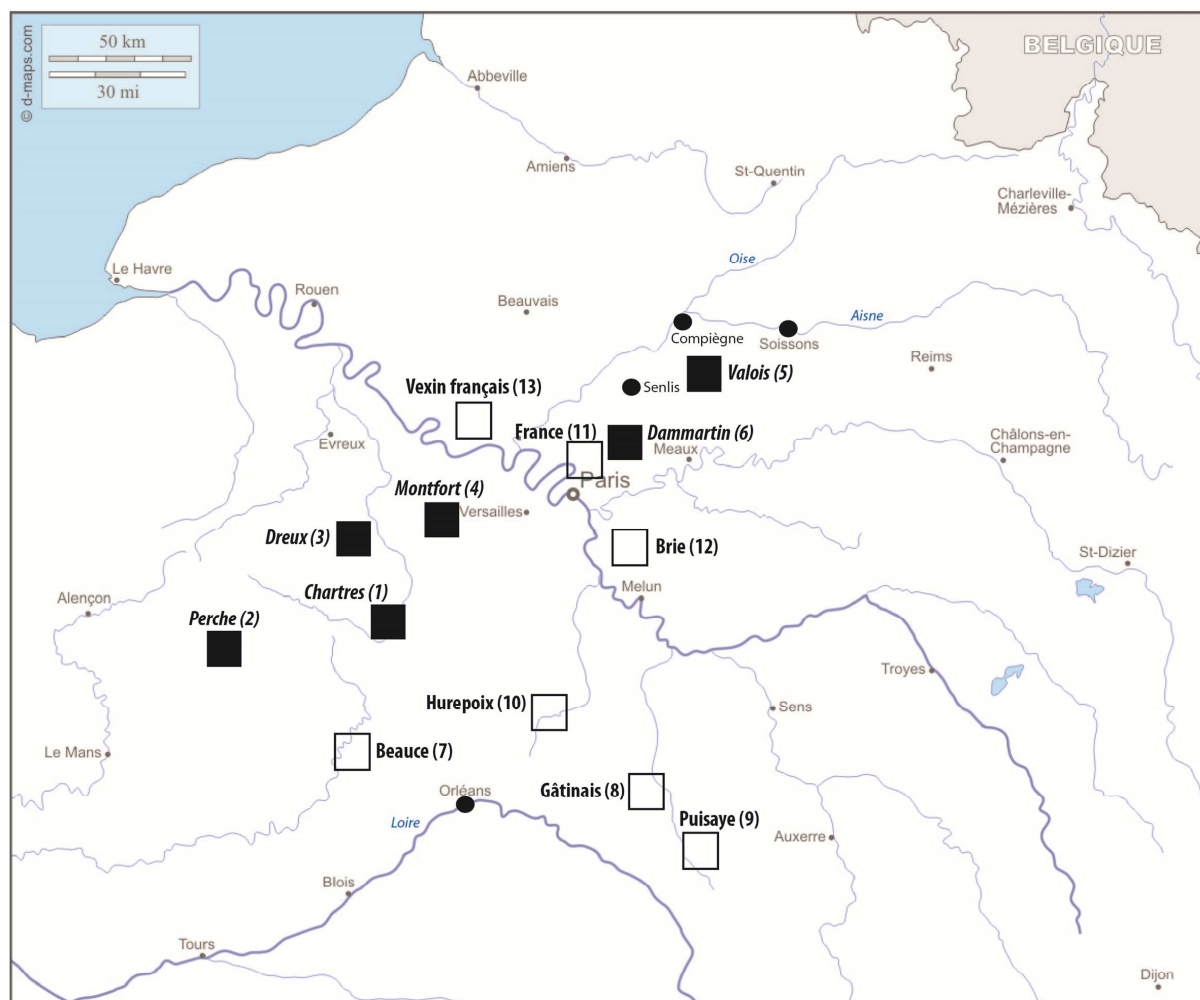 © d-maps.com
50 km
30 mi
BELGIQUE
Abbeville
Amiens
St-Quentin
Charleville-
Mézières
Oise
Le Havre
Rouen
Beauvais
Aisne
Compiègne
Soissons
Reims
Valois (5)
Senlis
Vexin français (13)
France (11)
Dammartin (6)
Evreux
Meaux
Châlons-en-
Champagne
Paris
Montfort (4)
Versailles
Dreux (3)
Brie (12)
St-Dizier
Melun
Chartres (1)
Alençon
Perche (2)
Troyes
Hurepoix (10)
Sens
Le Mans
Beauce (7)
Orléans
Gâtinais (8)
Loire
Puisaye (9)
Auxerre
Blois
Tours
Dijon